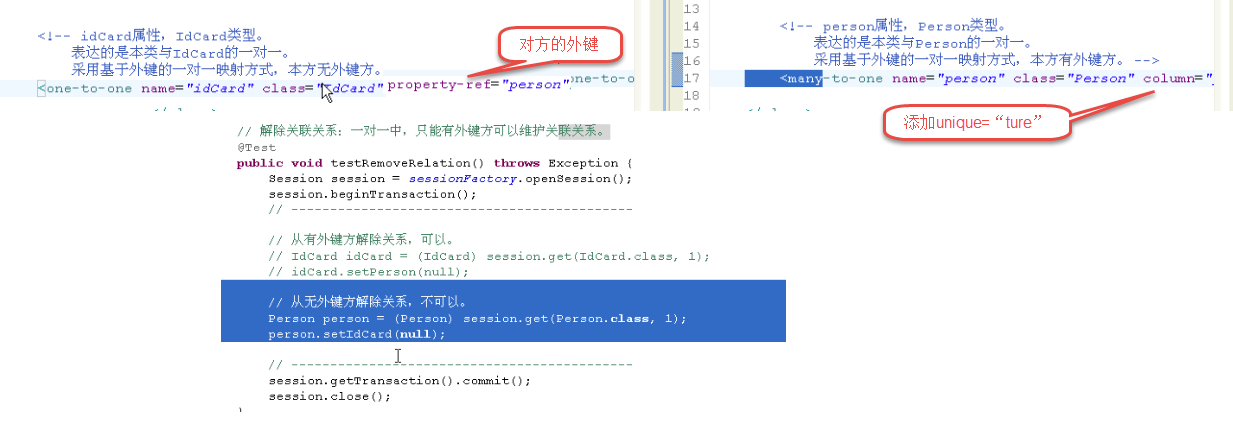 <!-- idCard属性，IdCard类型。
表达的是本类与IdCard的一对一。
采用基于外键的一对一映射方式，本方无外键方。
<one-to-one name="idCard" class="IdCard" property-ref="person"
one-to-o
对方的外键
13
14
15
16
17
18
<!-- person属性，Person类型。
表达的是本类与Person的一对一。
采用基于外键的一对一映射方式，本方有外键方。 -->
<many-to-one name="person" class="Person" column="
添加unique=“ture”
// 解除关联关系：一对一中，只能有外键方可以维护关联关系。
@Test
public void testRemoveRelation() throws Exception {
Session session = sessionFactory.openSession();
session.beginTransaction();
// --------------------------------------------
// 从有外键方解除关系，可以。
// IdCard idCard = (IdCard) session.get(IdCard.class, 1);
// idCard.setPerson(null);
// 从无外键方解除关系，不可以。
Person person = (Person) session.get(Person.class, 1);
person.setIdCard(null);
// --------------------------------------------
session.getTransaction().commit();
session.close();